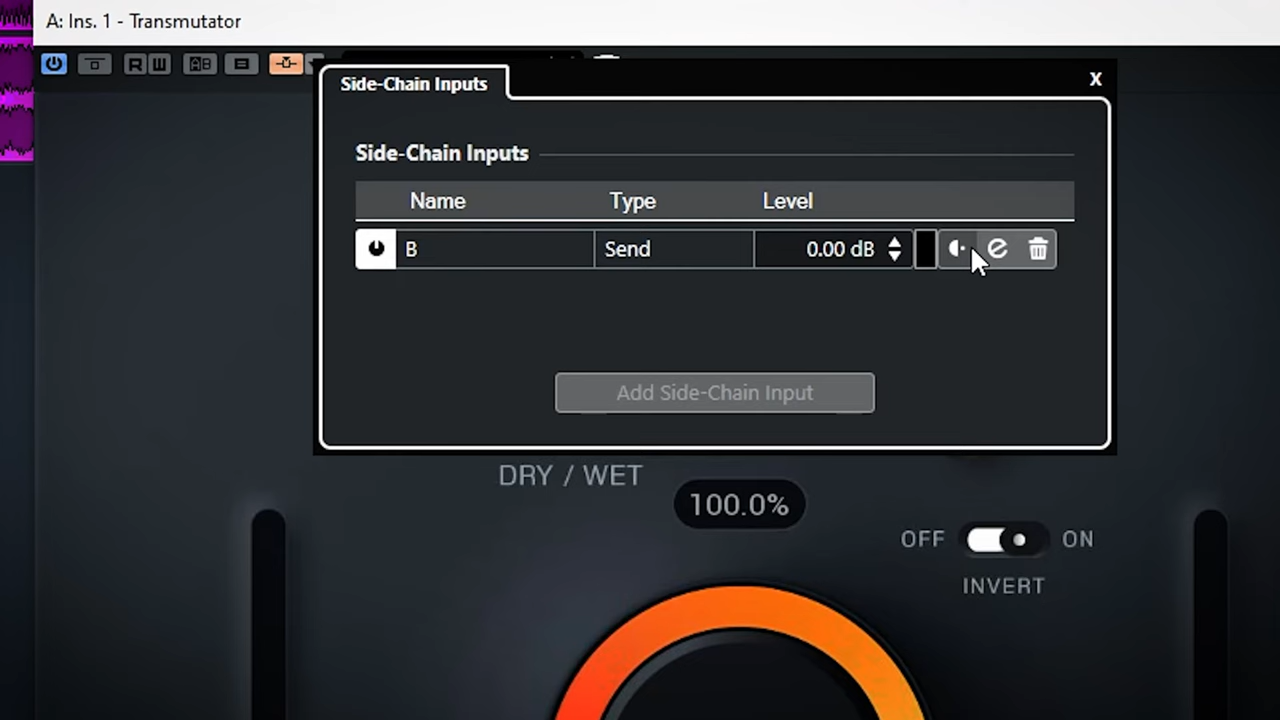 A: Ins. 1 - Transmutator
R W
Side-Chain Inputs
X
Side-Chain Inputs
Name Type Level
B Send 0.00 dB e
Add Side-Chain Input
DRY / WET
100.0%
OFF ON
INVERT